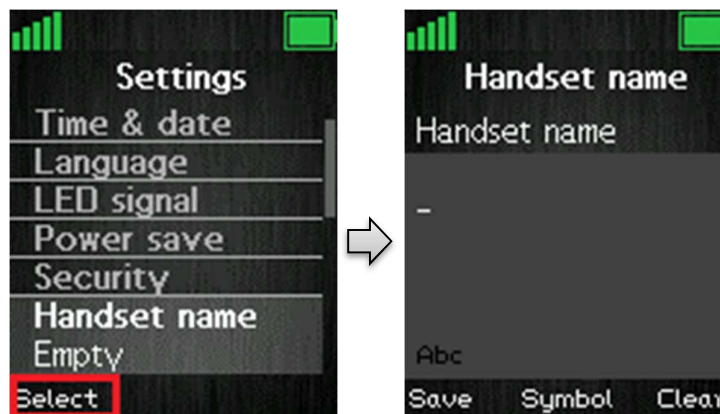 Settings
Time & date
Language
LED signal
Power save
Security
Handset name
Empty
Select
Handset name
Handset name
Abc
Save Symbol Clear